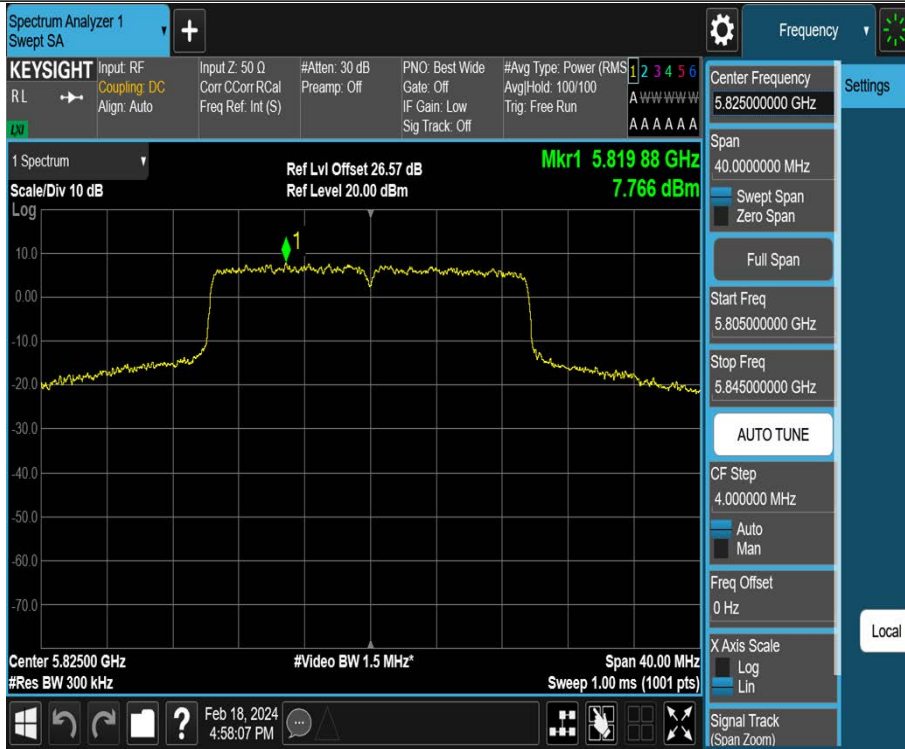 Spectrum Analyzer 1
Swept SA
Frequency
KEYSIGHT
R L
LXI
Input: RF
Coupling: DC
Align: Auto
Input Z: 50 Ω
Corr CCorr RCal
Freq Ref: Int (S)
#Atten: 30 dB
Preamp: Off
PNO: Best Wide
Gate: Off
IF Gain: Low
Sig Track: Off
#Avg Type: Power (RMS
Avg|Hold: 100/100
Trig: Free Run
1 2 3 4 5 6
A W W W W W
A A A A A A
1 Spectrum
Scale/Div 10 dB
Log
Ref Lvl Offset 26.57 dB
Ref Level 20.00 dBm
Mkr1 5.819 88 GHz
7.766 dBm
1
10.0
0.00
-10.0
-20.0
-30.0
-40.0
-50.0
-60.0
-70.0
Center 5.82500 GHz
#Res BW 300 kHz
#Video BW 1.5 MHz*
Span 40.00 MHz
Sweep 1.00 ms (1001 pts)
Feb 18, 2024
4:58:07 PM
?
Center Frequency
5.825000000 GHz
Settings
Span
40.0000000 MHz
Swept Span
Zero Span
Full Span
Start Freq
5.805000000 GHz
Stop Freq
5.845000000 GHz
AUTO TUNE
CF Step
4.000000 MHz
Auto
Man
Freq Offset
0 Hz
Local
X Axis Scale
Log
Lin
Signal Track
(Span Zoom)